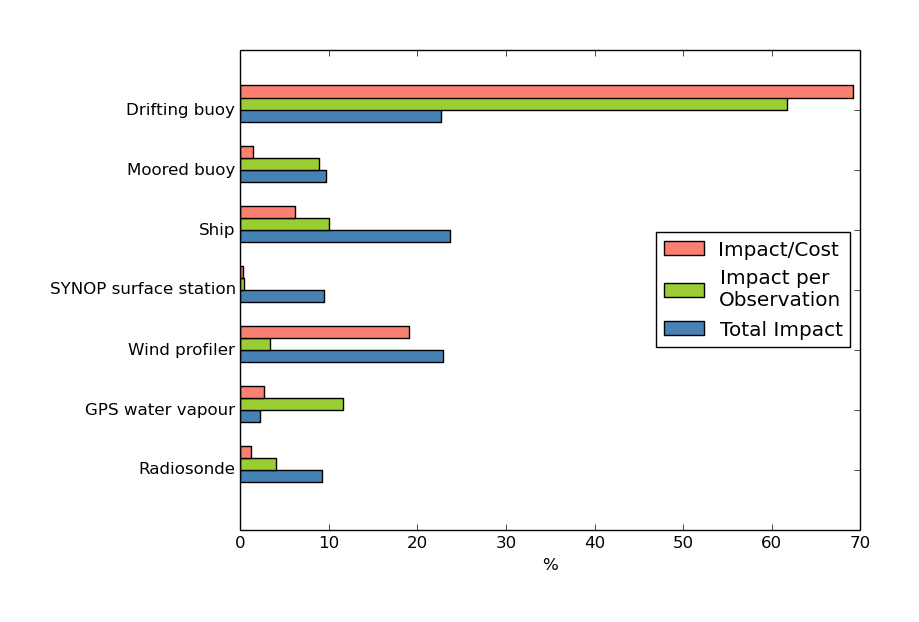 Drifting buoy
Moored buoy
Ship
SYNOP surface station
Wind profiler
GPS water vapour
Radiosonde
Impact/Cost
Impact per
Observation
Total Impact
0 10 20 30 40 50 60 70
%